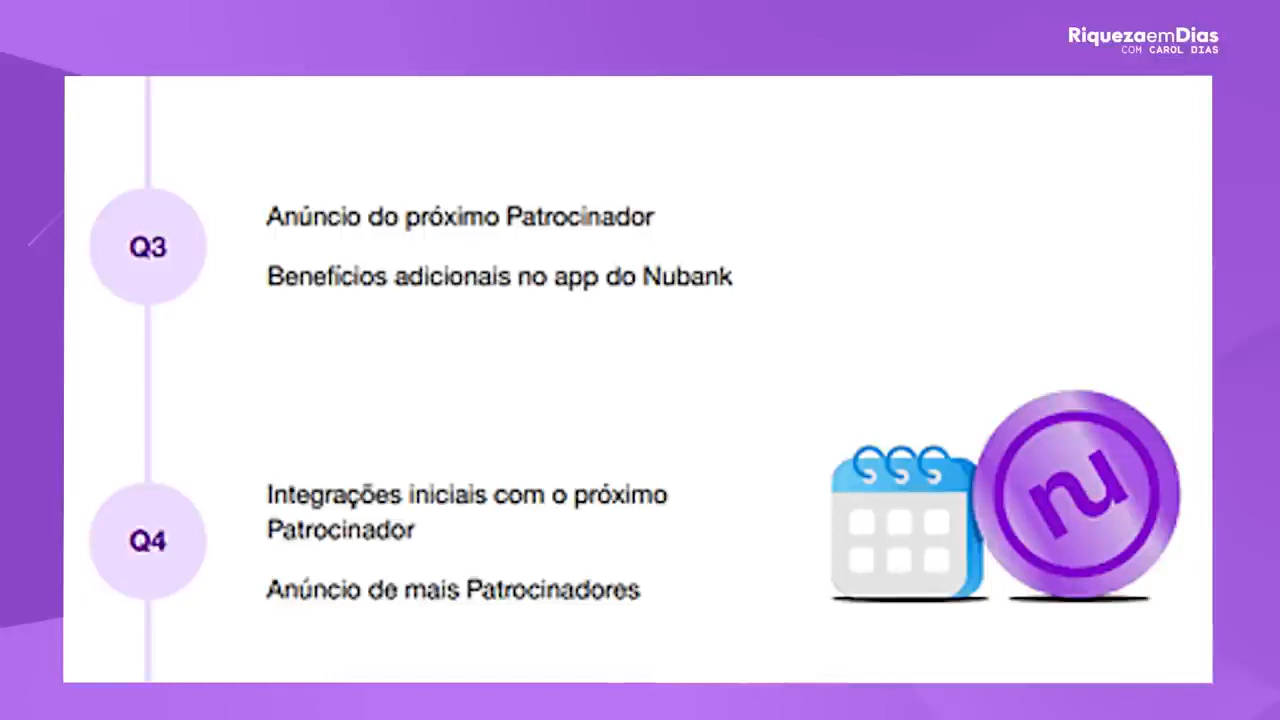 RiquezaemDias
COM CAROL DIAS
Q3
Anúncio do próximo Patrocinador
Benefícios adicionais no app do Nubank
Q4
Integrações iniciais com o próximo
Patrocinador
Anúncio de mais Patrocinadores
nu